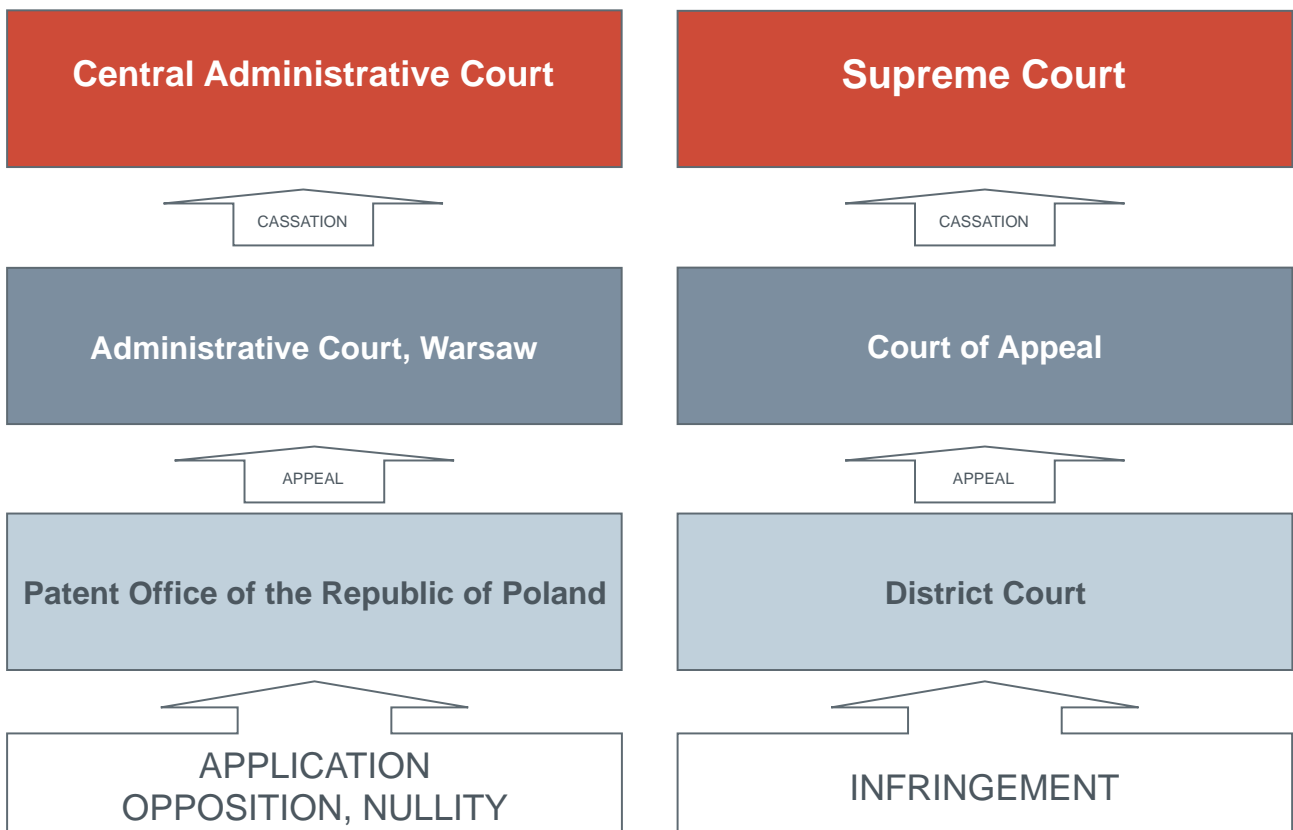 Central Administrative Court
Supreme Court
CASSATION
CASSATION
Administrative Court, Warsaw
Court of Appeal
APPEAL
APPEAL
Patent Office of the Republic of Poland
District Court
APPLICATION
OPPOSITION, NULLITY
INFRINGEMENT